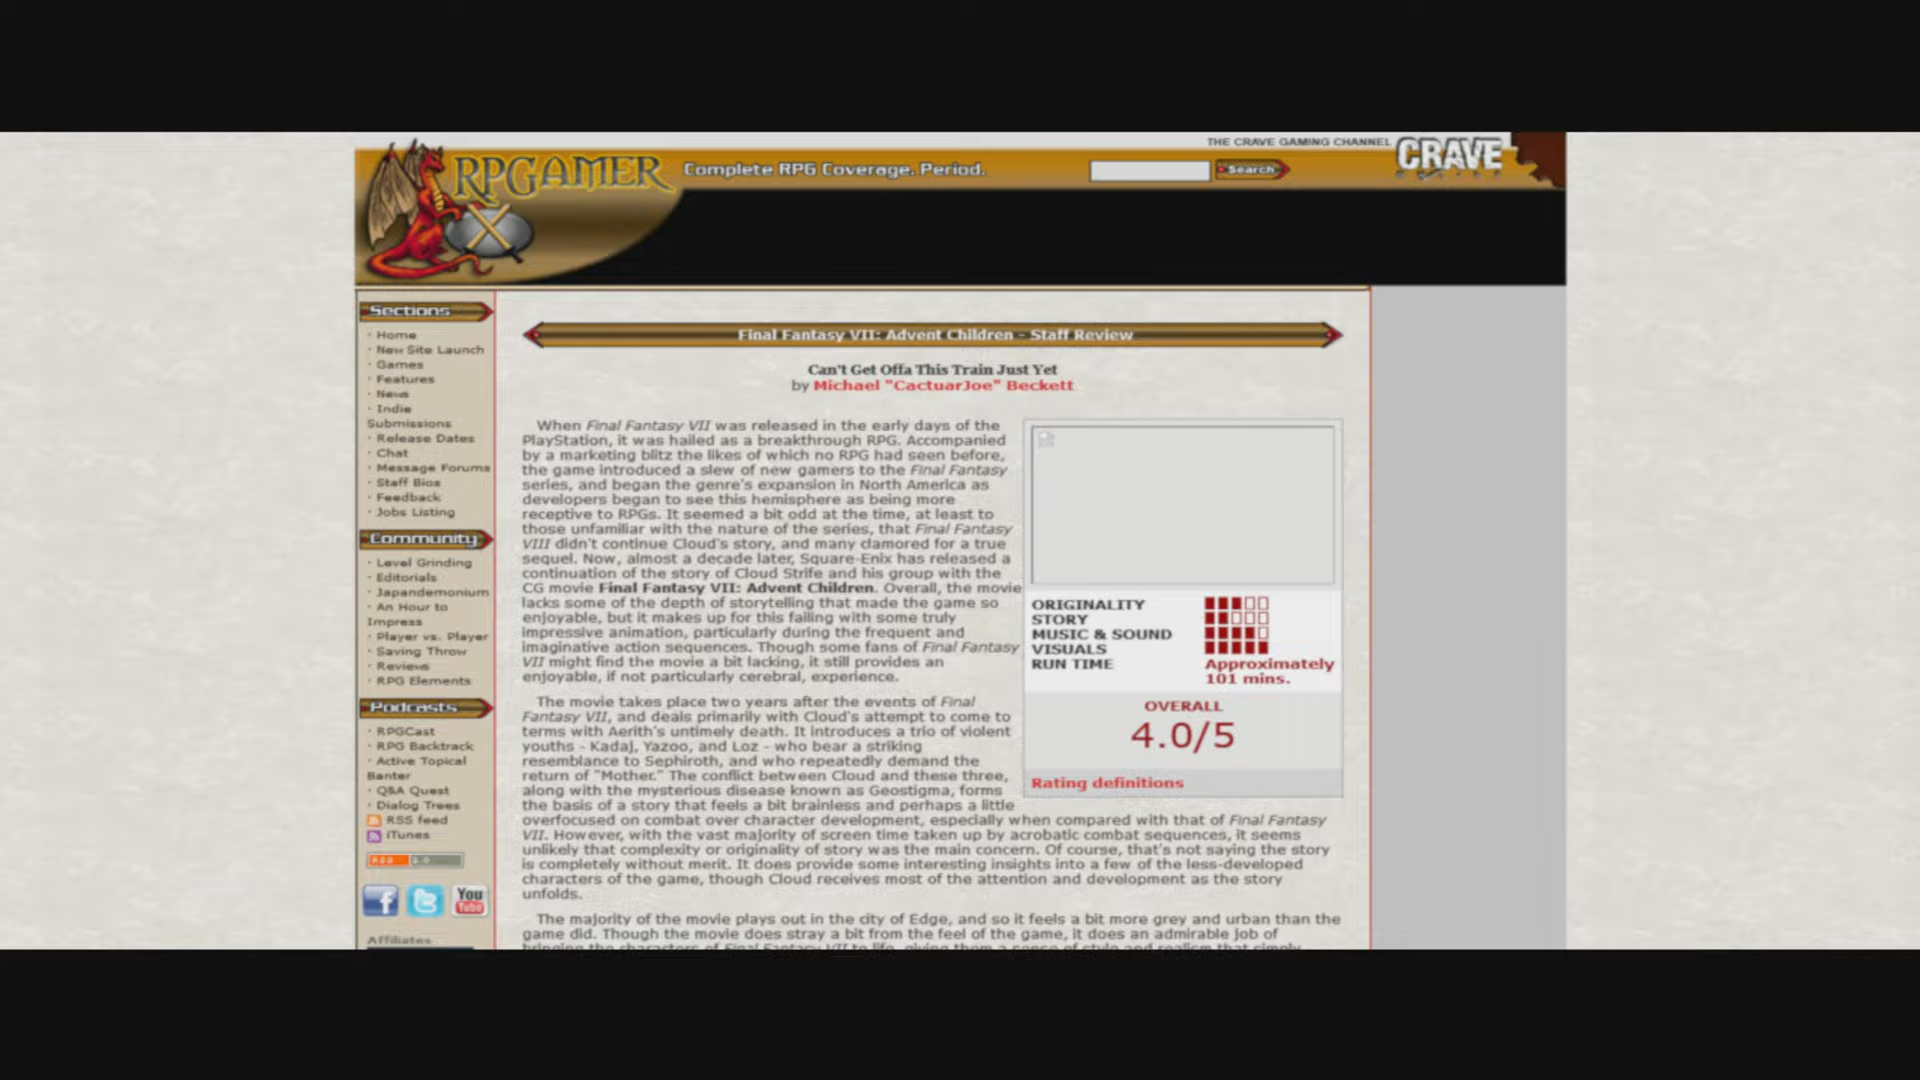 THE CRAVE GAMING CHANNEL
CRAVE
RPGAMER
Complete RPG Coverage. Period.
Search
Sections
· Home
· New Site Launch
· Games
· Features
· News
· Indie
Submissions
· Release Dates
· Chat
· Message Forums
· Staff Bios
· Feedback
· Jobs Listing
Community
· Level Grinding
· Editorials
· Japandemonium
· An Hour to
Impress
· Player vs. Player
· Saving Throw
· Reviews
· RPG Elements
Podcasts
· RPGCast
· RPG Backtrack
· Active Topical
Banter
· Q&A Quest
· Dialog Trees
RSS feed
iTunes
RSS 2.0
f
t
You Tube
Affiliates
Final Fantasy VII: Advent Children - Staff Review
Can't Get Offa This Train Just Yet
by Michael "CactuarJoe" Beckett
When Final Fantasy VII was released in the early days of the
PlayStation, it was hailed as a breakthrough RPG. Accompanied
by a marketing blitz the likes of which no RPG had seen before,
the game introduced a slew of new gamers to the Final Fantasy
series, and began the genre's expansion in North America as
developers began to see this hemisphere as being more
receptive to RPGs. It seemed a bit odd at the time, at least to
those unfamiliar with the nature of the series, that Final Fantasy
VIII didn't continue Cloud's story, and many clamored for a true
sequel. Now, almost a decade later, Square-Enix has released a
continuation of the story of Cloud Strife and his group with the
CG movie Final Fantasy VII: Advent Children. Overall, the movie
lacks some of the depth of storytelling that made the game so
enjoyable, but it makes up for this failing with some truly
impressive animation, particularly during the frequent and
imaginative action sequences. Though some fans of Final Fantasy
VII might find the movie a bit lacking, it still provides an
enjoyable, if not particularly cerebral, experience.
ORIGINALITY
STORY
MUSIC & SOUND
VISUALS
RUN TIME Approximately
101 mins.
OVERALL
4.0/5
Rating definitions
The movie takes place two years after the events of Final
Fantasy VII, and deals primarily with Cloud's attempt to come to
terms with Aerith's untimely death. It introduces a trio of violent
youths - Kadaj, Yazoo, and Loz - who bear a striking
resemblance to Sephiroth, and who repeatedly demand the
return of "Mother." The conflict between Cloud and these three,
along with the mysterious disease known as Geostigma, forms
the basis of a story that feels a bit brainless and perhaps a little
overfocused on combat over character development, especially when compared with that of Final Fantasy
VII. However, with the vast majority of screen time taken up by acrobatic combat sequences, it seems
unlikely that complexity or originality of story was the main concern. Of course, that's not saying the story
is completely without merit. It does provide some interesting insights into a few of the less-developed
characters of the game, though Cloud receives most of the attention and development as the story
unfolds.
The majority of the movie plays out in the city of Edge, and so it feels a bit more grey and urban than the
game did. Though the movie does stray a bit from the feel of the game, it does an admirable job of
bringing the characters of Final Fantasy VII to life, giving them a sense of style and realism that simply